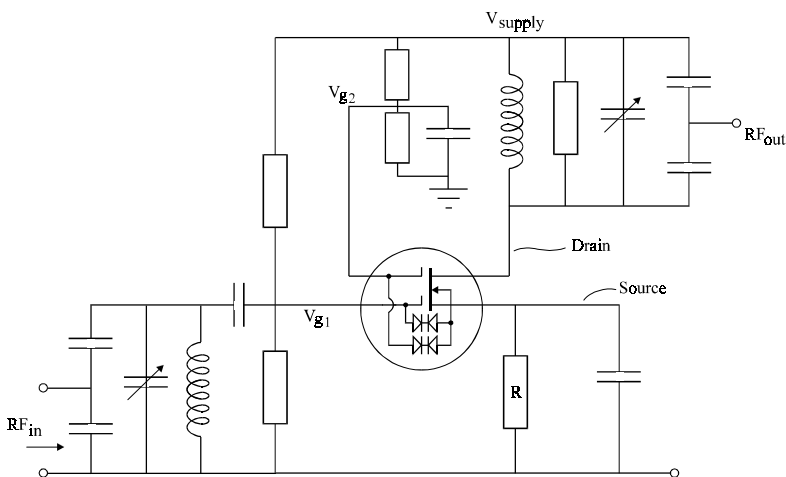 Vsupply
Vg2
RFout
Drain
Source
Vg1
R
RFin